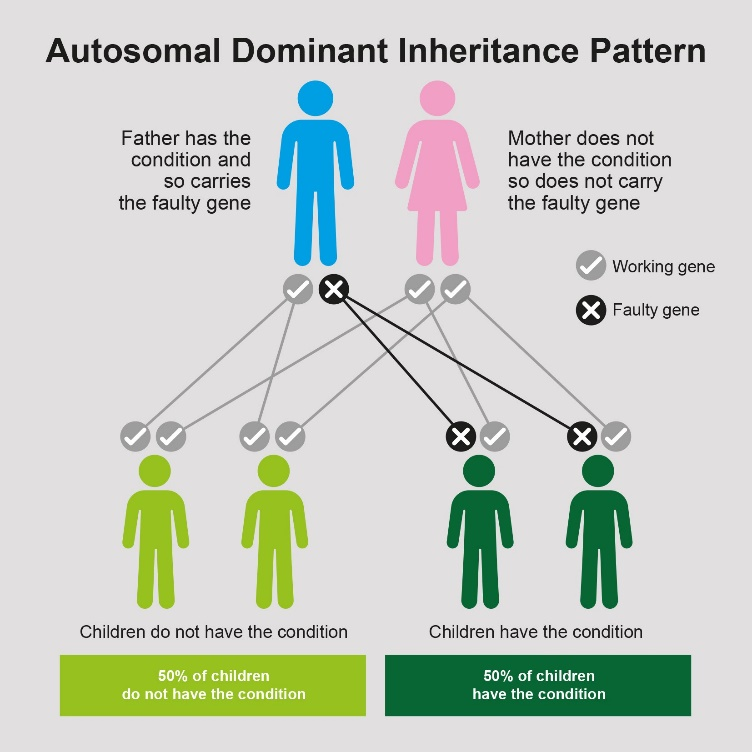 Autosomal Dominant Inheritance Pattern
Father has the
condition and
so carries
the faulty gene
Mother does not
have the condition
so does not carry
the faulty gene
Working gene
Faulty gene
Children do not have the condition
Children have the condition
50% of children
do not have the condition
50% of children
have the condition